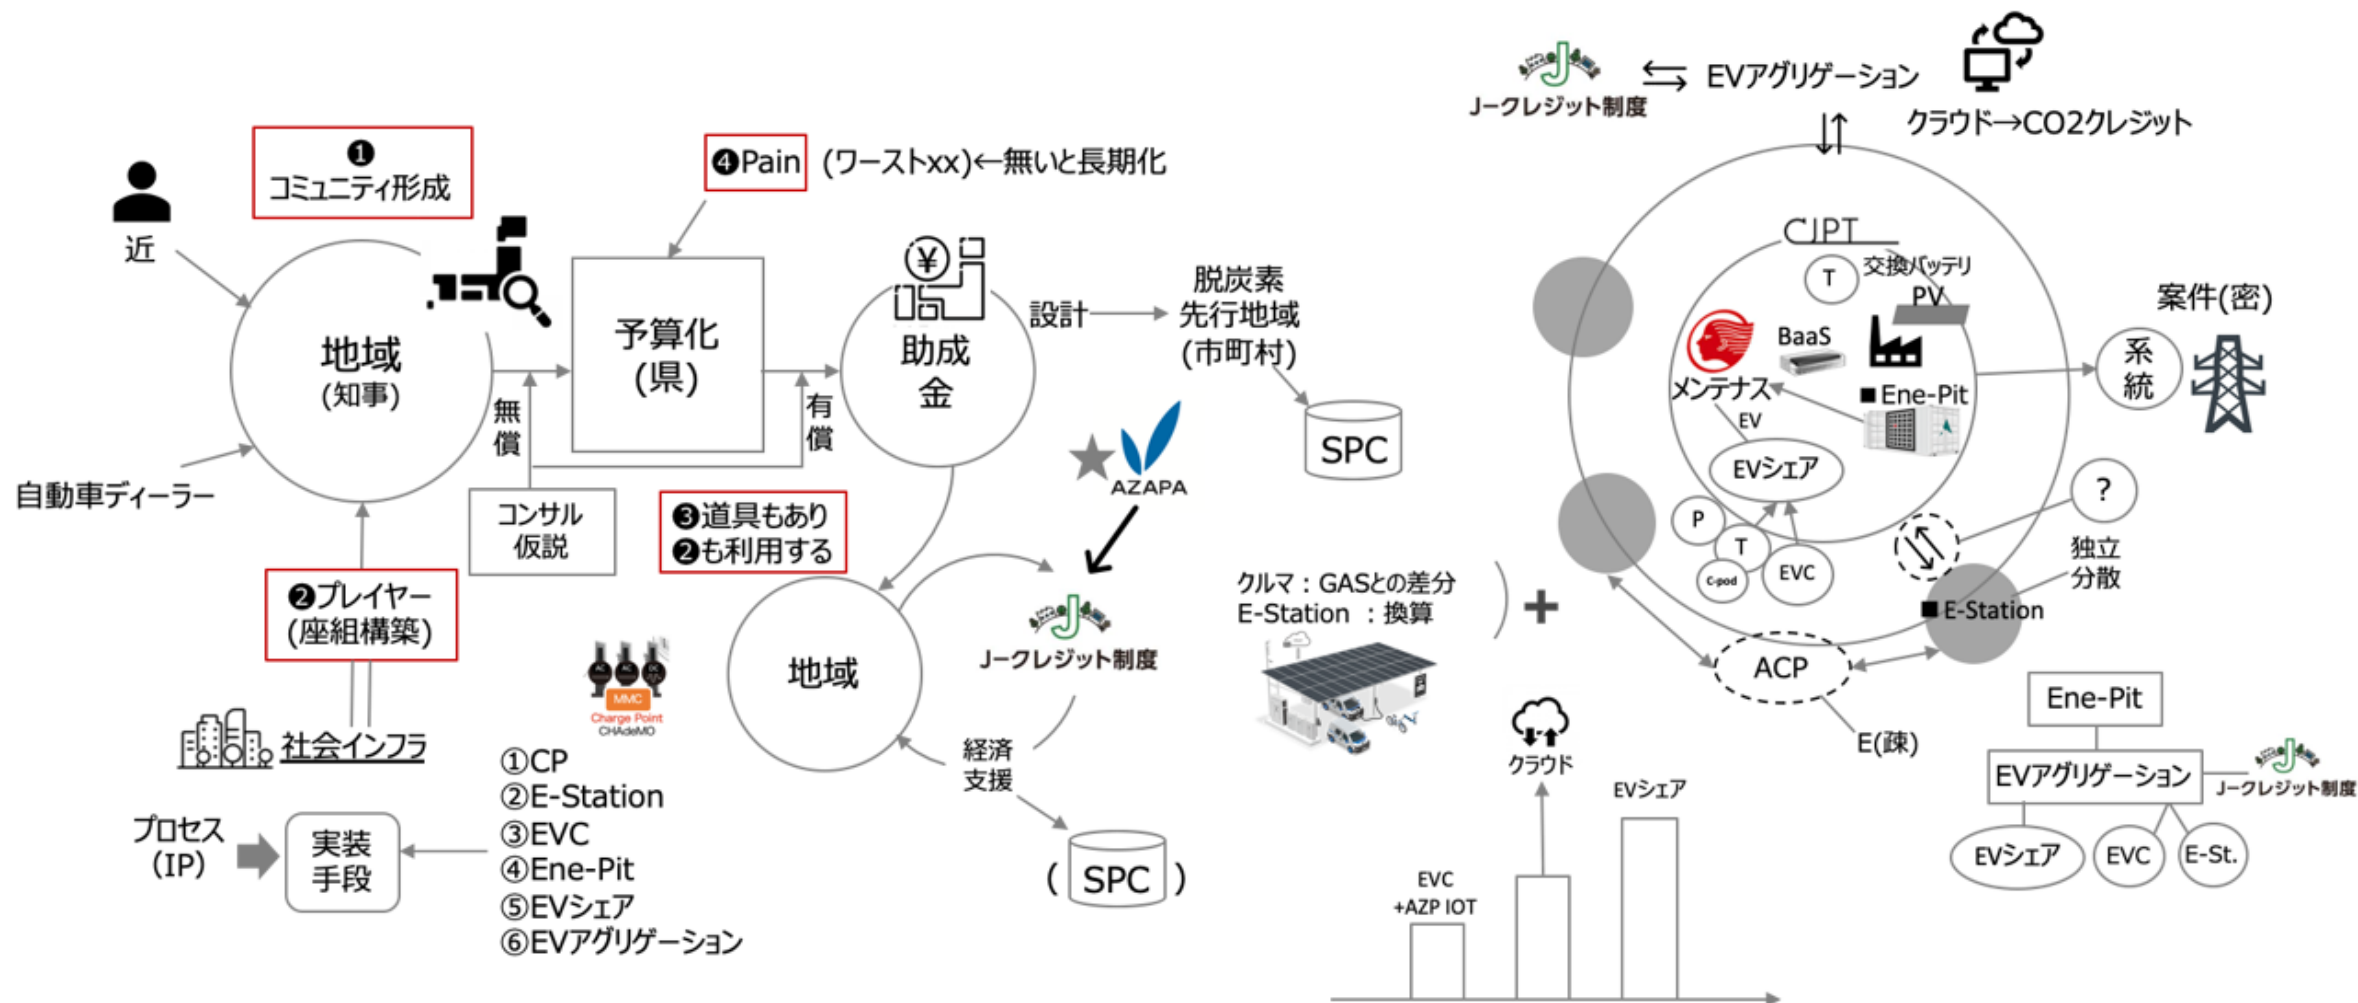 ❶
コミュニティ形成
近
地域
(知事)
自動車ディーラー
❷プレイヤー
(座組構築)
社会インフラ
プロセス
(IP)
実装
手段
①CP
②E-Station
③EVC
④Ene-Pit
⑤EVシェア
⑥EVアグリゲーション
❹Pain
(ワーストxx)←無いと長期化
予算化
(県)
無
償
有
償
コンサル
仮説
¥
助成
金
設計
脱炭素
先行地域
(市町村)
SPC
❸道具もあり
❷も利用する
AZAPA
MMC
Charge Point
CHAdeMO
地域
J
J-クレジット制度
経済
支援
( SPC )
J
J-クレジット制度
EVアグリゲーション
クラウド→CO2クレジット
CJPT
T
交換バッテリ
PV
BaaS
メンテナス
■Ene-Pit
EV
EVシェア
P
T
C-pod
EVC
系
統
案件(密)
?
独立
分散
■E-Station
ACP
E(疎)
クルマ：GASとの差分
E-Station ：換算
+
クラウド
EVシェア
EVC
+AZP IOT
Ene-Pit
EVアグリゲーション
J
J-クレジット制度
EVシェア
EVC
E-St.